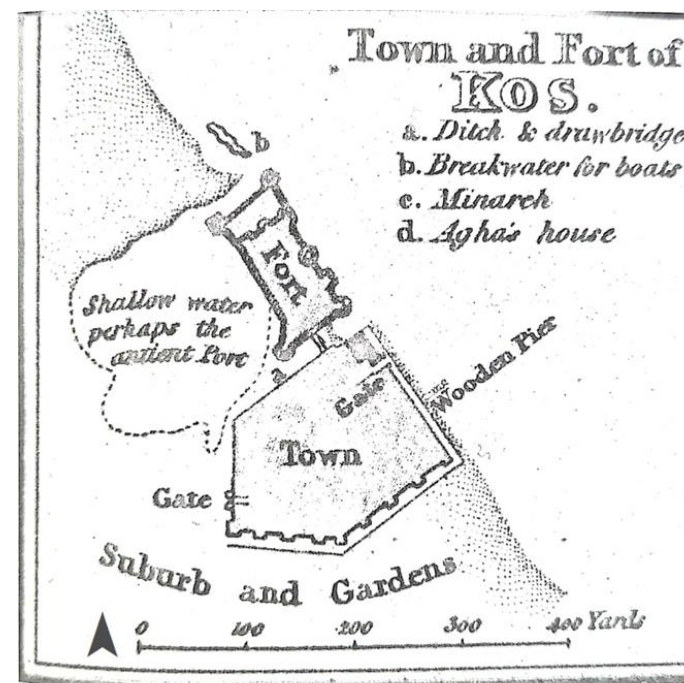 Town and Fort of
KOS.
a. Ditch & drawbridge
b. Breakwater for boats
c. Minareh
d. Agha's house
b
Fort
Shallow water
perhaps the
antient Port
a
Gate
Wooden Pier
Town
Gate
Suburb and Gardens
0 100 200 300 400 Yards